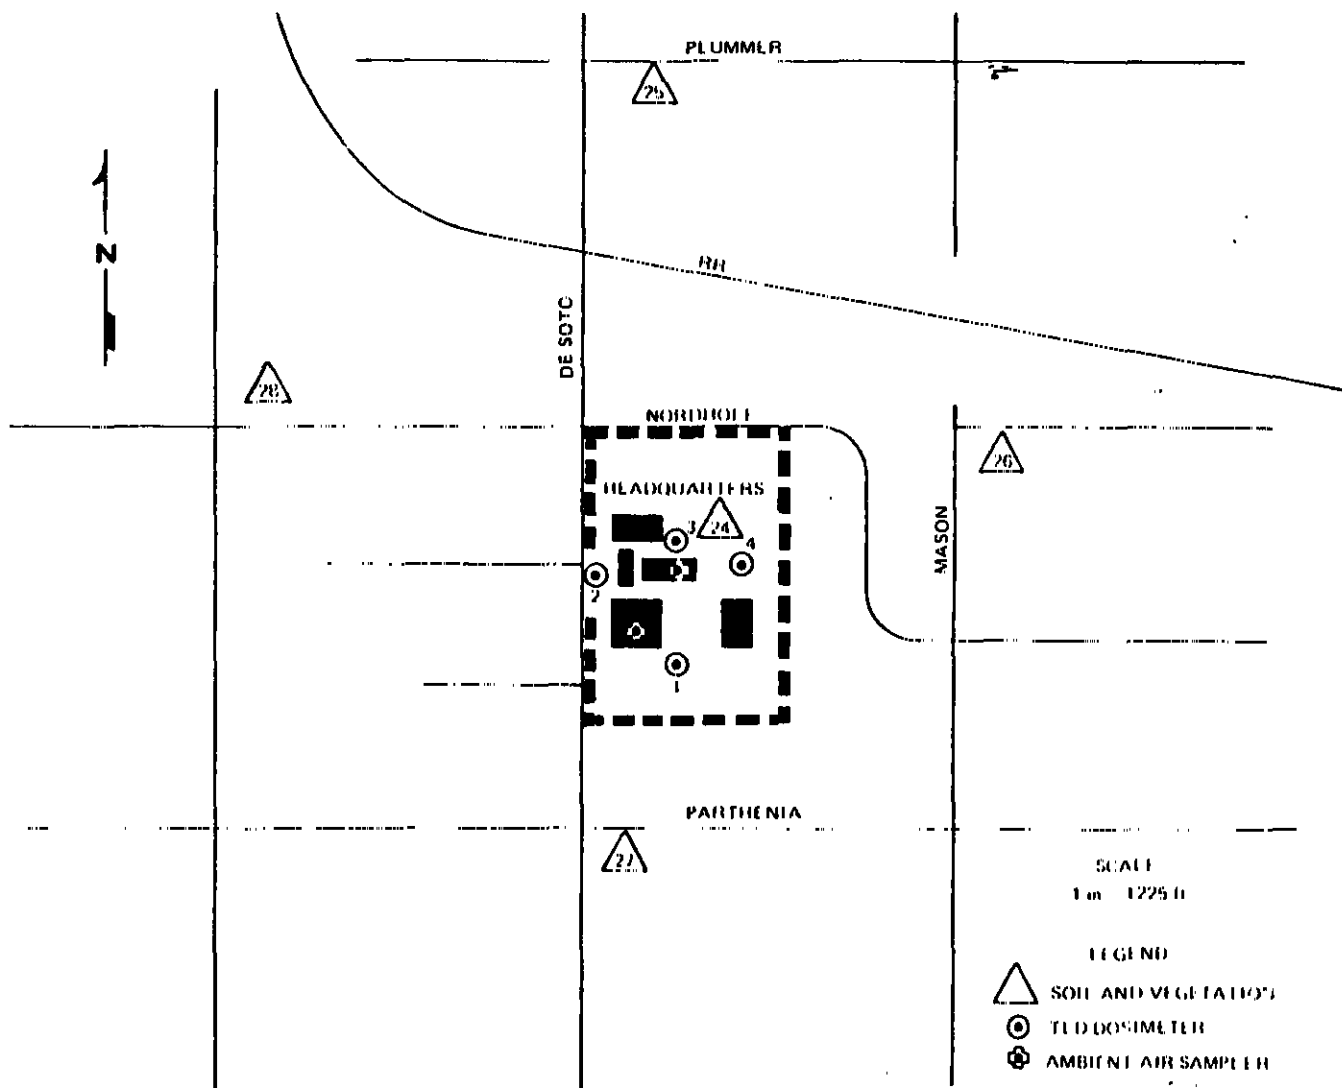 PLUMMER
25
N
RR
DE SOTO
28
NORDHOFF
26
HEADQUARTERS
3
24
4
MASON
2
1
PARTHENIA
27
SCALE
1 in 1225 ft
LEGEND
SOIL AND VEGETATION
TLD DOSIMETER
AMBIENT AIR SAMPLER